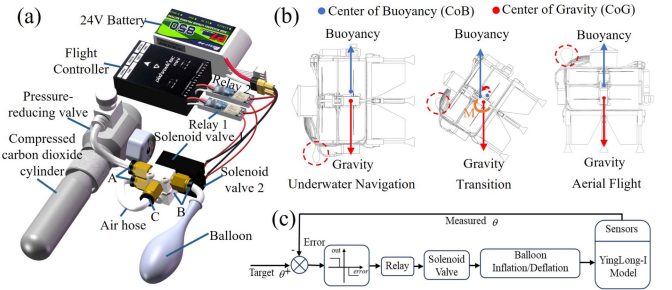 (a)
24V Battery
Flight
Controller
Relay 2
Relay 1
Pressure-
reducing valve
Solenoid valve 1
Compressed
carbon dioxide
cylinder
Solenoid
valve 2
A
B
C
Air hose
Balloon
(b)
Center of Buoyancy (CoB)
Center of Gravity (CoG)
Buoyancy
Buoyancy
Buoyancy
M
Gravity
Gravity
Gravity
Underwater Navigation
Transition
Aerial Flight
(c)
Measured θ
Sensors
- Error
out
error
Target θ+
Relay
Solenoid
Valve
Balloon
Inflation/Deflation
YingLong-I
Model